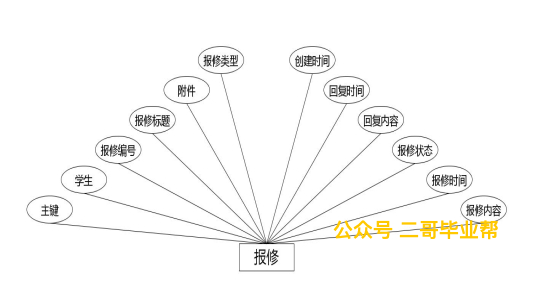 报修类型
创建时间
附件
回复时间
报修标题
回复内容
报修编号
报修状态
学生
报修时间
主键
报修内容
公众号 二哥毕业帮
报修